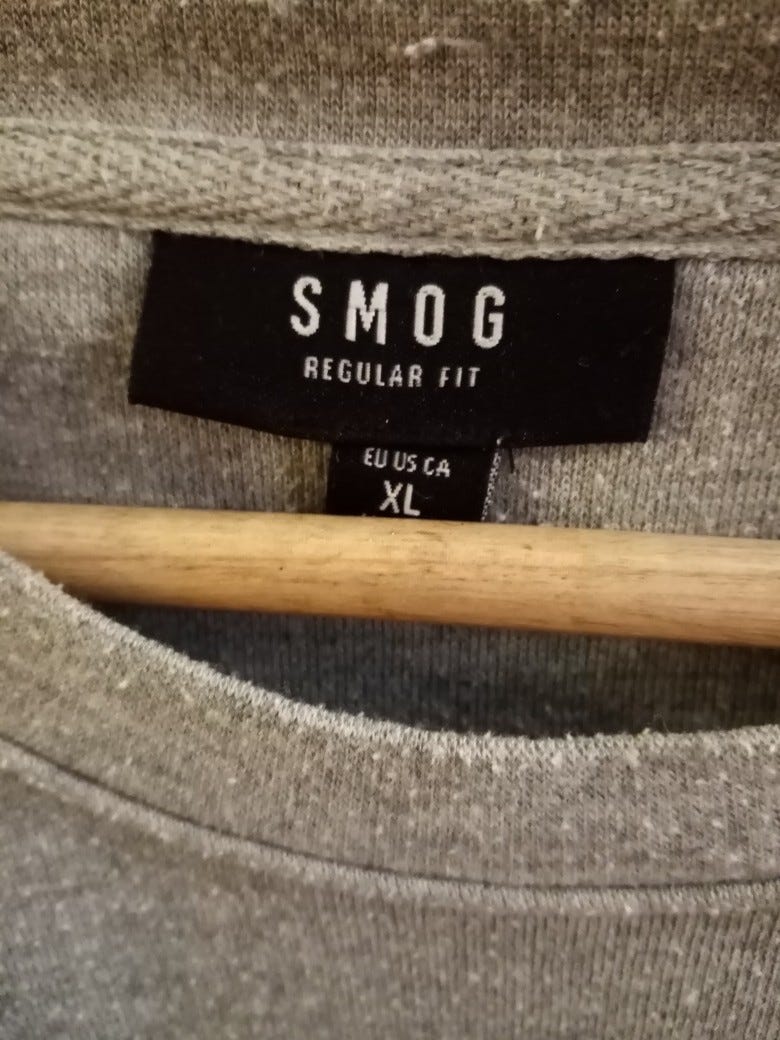 SMOG
REGULAR FIT
EU US CA
XL